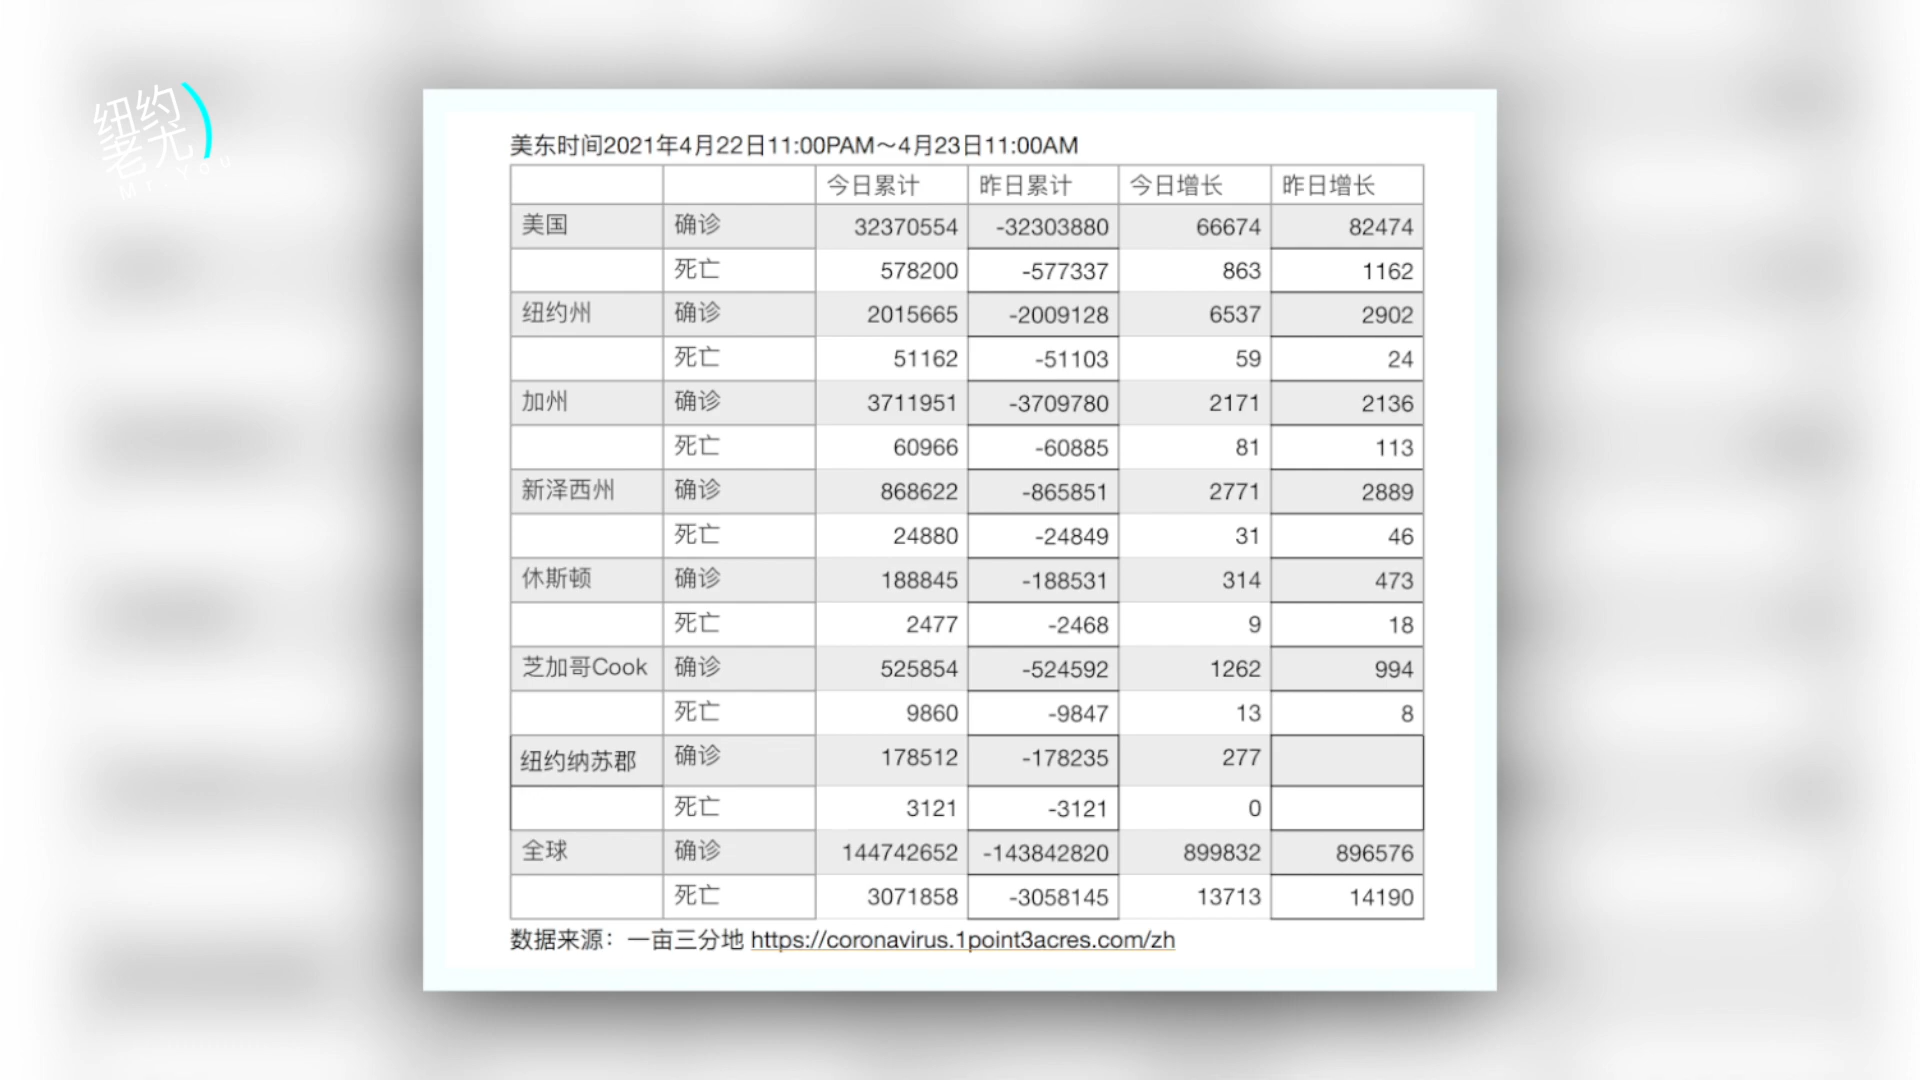 纽约
老尤
Mr.YOU
美东时间2021年4月22日11:00PAM～4月23日11:00AM
今日累计 昨日累计 今日增长 昨日增长
美国 确诊 32370554 -32303880 66674 82474
死亡 578200 -577337 863 1162
纽约州 确诊 2015665 -2009128 6537 2902
死亡 51162 -51103 59 24
加州 确诊 3711951 -3709780 2171 2136
死亡 60966 -60885 81 113
新泽西州 确诊 868622 -865851 2771 2889
死亡 24880 -24849 31 46
休斯顿 确诊 188845 -188531 314 473
死亡 2477 -2468 9 18
芝加哥Cook 确诊 525854 -524592 1262 994
死亡 9860 -9847 13 8
纽约纳苏郡 确诊 178512 -178235 277
死亡 3121 -3121 0
全球 确诊 144742652 -143842820 899832 896576
死亡 3071858 -3058145 13713 14190
数据来源：一亩三分地 https://coronavirus.1point3acres.com/zh